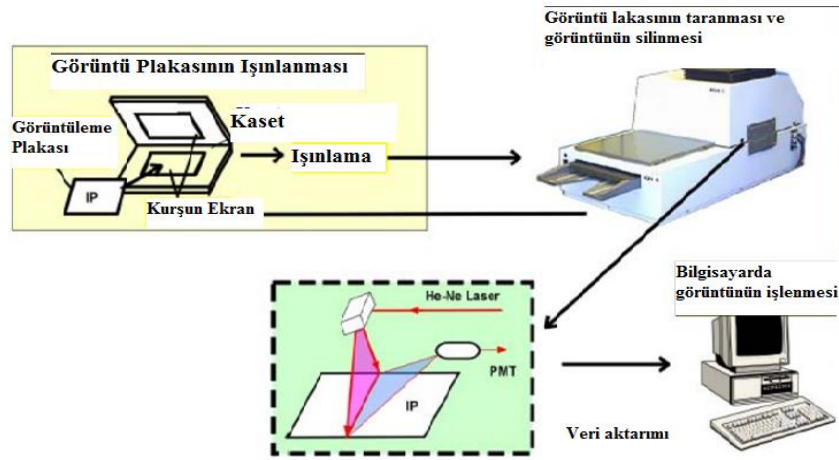 Görüntü lakasının taranması ve
görüntünün silinmesi
Görüntü Plakasının Işınlanması
Görüntüleme
Plakası
Kaset
Işınlama
IP
Kurşun Ekran
He-Ne Laser
PMT
IP
Bilgisayarda
görüntünün işlenmesi
Veri aktarımı